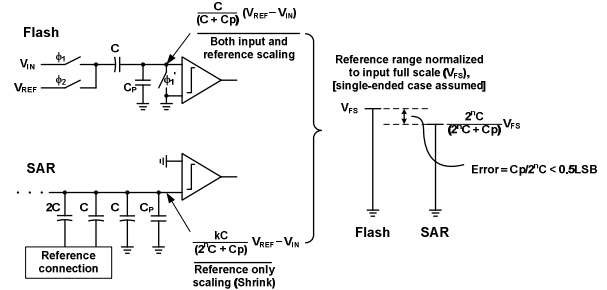 Flash
C
(C + Cp) (VREF – VIN)
Both input and
reference scaling
C
VIN
ϕ1
VREF
ϕ2
CP
ϕ1'
SAR
2C
C
C
CP
Reference
connection
kC
(2ⁿC + Cp) VREF – VIN
Reference only
scaling (Shrink)
Reference range normalized
to input full scale (VFS),
[single-ended case assumed]
VFS
2ⁿC
(2ⁿC + Cp) VFS
Error = Cp/2ⁿC < 0.5LSB
Flash
SAR